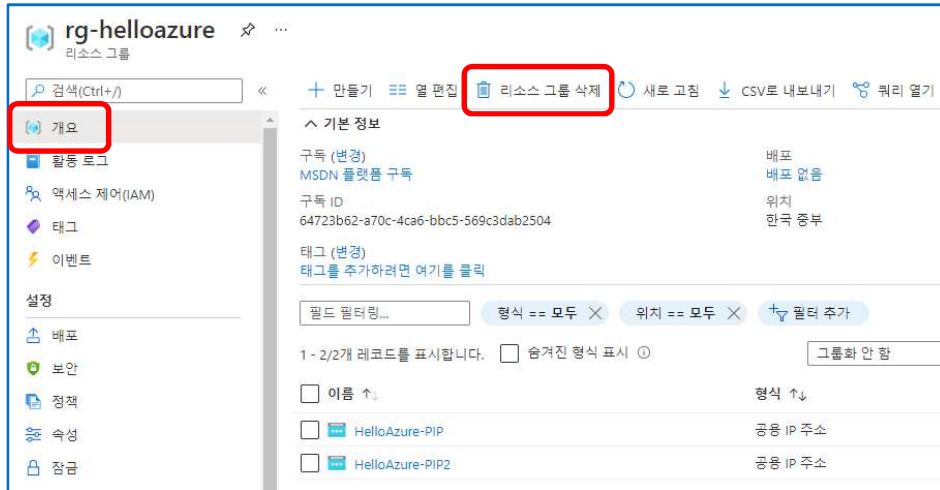 rg-helloazure ...
리소스 그룹
검색(Ctrl+/) «
개요
활동 로그
액세스 제어(IAM)
태그
이벤트
설정
배포
보안
정책
속성
잠금
만들기 열 편집 리소스 그룹 삭제 새로 고침 CSV로 내보내기 쿼리 열기
기본 정보
구독 (변경) 배포
MSDN 플랫폼 구독 배포 없음
구독 ID 위치
64723b62-a70c-4ca6-bbc5-569c3dab2504 한국 중부
태그 (변경)
태그를 추가하려면 여기를 클릭
필드 필터링... 형식 == 모두 위치 == 모두 필터 추가
1 - 2/2개 레코드를 표시합니다. 숨겨진 형식 표시 그룹화 안 함
이름 ↑↓ 형식 ↑↓
HelloAzure-PIP 공용 IP 주소
HelloAzure-PIP2 공용 IP 주소